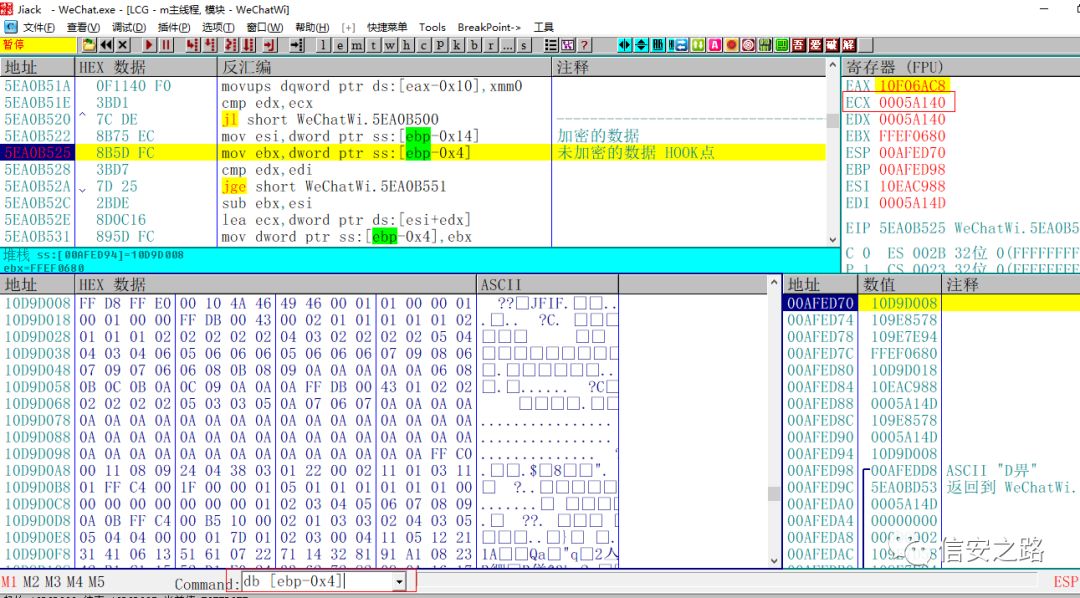 Jiack - WeChat.exe - [LCG - m主线程, 模块 - WeChatWi]
文件(F) 查看(V) 调试(D) 插件(P) 选项(T) 窗口(W) 帮助(H) [+] 快捷菜单 Tools BreakPoint-> 工具
暂停 l e m t w h c p k b r ... s ? 吾 爱 破 解
地址 HEX 数据 反汇编 注释 寄存器 (FPU)
5EA0B51A 0F1140 F0 movups dqword ptr ds:[eax-0x10],xmm0
5EA0B51E 3BD1 cmp edx,ecx
5EA0B520 ^ 7C DE jl short WeChatWi.5EA0B500
5EA0B522 8B75 EC mov esi,dword ptr ss:[ebp-0x14] 加密的数据
5EA0B525 8B5D FC mov ebx,dword ptr ss:[ebp-0x4] 未加密的数据 HOOK点
5EA0B528 3BD7 cmp edx,edi
5EA0B52A 7D 25 jge short WeChatWi.5EA0B551
5EA0B52C 2BDE sub ebx,esi
5EA0B52E 8D0C16 lea ecx,dword ptr ds:[esi+edx]
5EA0B531 895D FC mov dword ptr ss:[ebp-0x4],ebx
EAX 10F06AC8
ECX 0005A140
EDX 0005A140
EBX FFEF0680
ESP 00AFED70
EBP 00AFED98
ESI 10EAC988
EDI 0005A14D
EIP 5EA0B525 WeChatWi.5EA0B5
C 0 ES 002B 32位 0(FFFFFFFF
P 1 CS 0023 32位 0(FFFFFFFF
堆栈 ss:[00AFED94]=10D9D008
ebx=FFEF0680
地址 HEX 数据 ASCII
10D9D008 FF D8 FF E0 00 10 4A 46 49 46 00 01 01 00 00 01
10D9D018 00 01 00 00 FF DB 00 43 00 02 01 01 01 01 01 02
10D9D028 01 01 01 02 02 02 02 02 04 03 02 02 02 02 05 04
10D9D038 04 03 04 06 05 06 06 06 05 06 06 06 07 09 08 06
10D9D048 07 09 07 06 06 08 0B 08 09 0A 0A 0A 0A 0A 06 08
10D9D058 0B 0C 0B 0A 0C 09 0A 0A 0A FF DB 00 43 01 02 02
10D9D068 02 02 02 02 05 03 03 05 0A 07 06 07 0A 0A 0A 0A
10D9D078 0A 0A 0A 0A 0A 0A 0A 0A 0A 0A 0A 0A 0A 0A 0A 0A
10D9D088 0A 0A 0A 0A 0A 0A 0A 0A 0A 0A 0A 0A 0A 0A 0A 0A
10D9D098 0A 0A 0A 0A 0A 0A 0A 0A 0A 0A 0A 0A 0A 0A FF C0
10D9D0A8 00 11 08 09 24 04 38 03 01 22 00 02 11 01 03 11
10D9D0B8 01 FF C4 00 1F 00 00 01 05 01 01 01 01 01 01 00
10D9D0C8 00 00 00 00 00 00 00 01 02 03 04 05 06 07 08 09
10D9D0D8 0A 0B FF C4 00 B5 10 00 02 01 03 03 02 04 03 05
10D9D0E8 05 04 04 00 00 01 7D 01 02 03 00 04 11 05 12 21
10D9D0F8 31 41 06 13 51 61 07 22 71 14 32 81 91 A1 08 23
地址 数值 注释
00AFED70 10D9D008
00AFED74 109E8578
00AFED78 109E7E94
00AFED7C FFEF0680
00AFED80 10D9D018
00AFED84 10EAC988
00AFED88 0005A14D
00AFED8C 109E8578
00AFED90 0005A14D
00AFED94 10D9D008
00AFED98 00AFEDD8 ASCII "D畀"
00AFED9C 5EA0BD53 返回到 WeChatWi.
00AFEDA0 0005A14D
00AFEDA4 00000000
00AFEDA8
00AFEDAC
信安之路
M1 M2 M3 M4 M5 Command: db [ebp-0x4] ESP